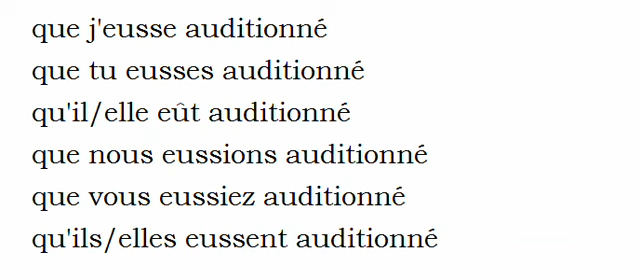 que j'eusse auditionné
que tu eusses auditionné
qu'il/elle eût auditionné
que nous eussions auditionné
que vous eussiez auditionné
qu'ils/elles eussent auditionné